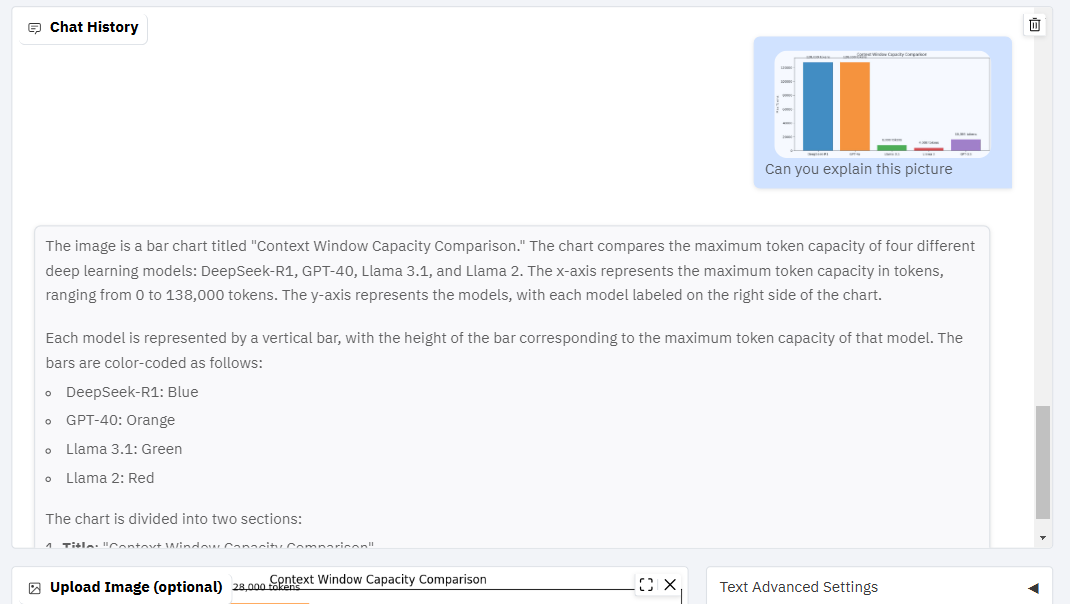 Chat History
Context Window Capacity Comparison
Can you explain this picture
The image is a bar chart titled "Context Window Capacity Comparison." The chart compares the maximum token capacity of four different
deep learning models: DeepSeek-R1, GPT-40, Llama 3.1, and Llama 2. The x-axis represents the maximum token capacity in tokens,
ranging from 0 to 138,000 tokens. The y-axis represents the models, with each model labeled on the right side of the chart.
Each model is represented by a vertical bar, with the height of the bar corresponding to the maximum token capacity of that model. The
bars are color-coded as follows:
DeepSeek-R1: Blue
GPT-40: Orange
Llama 3.1: Green
Llama 2: Red
The chart is divided into two sections:
1. Title: "Context Window Capacity Comparison"
Upload Image (optional)
28,000 tokens
Context Window Capacity Comparison
Text Advanced Settings